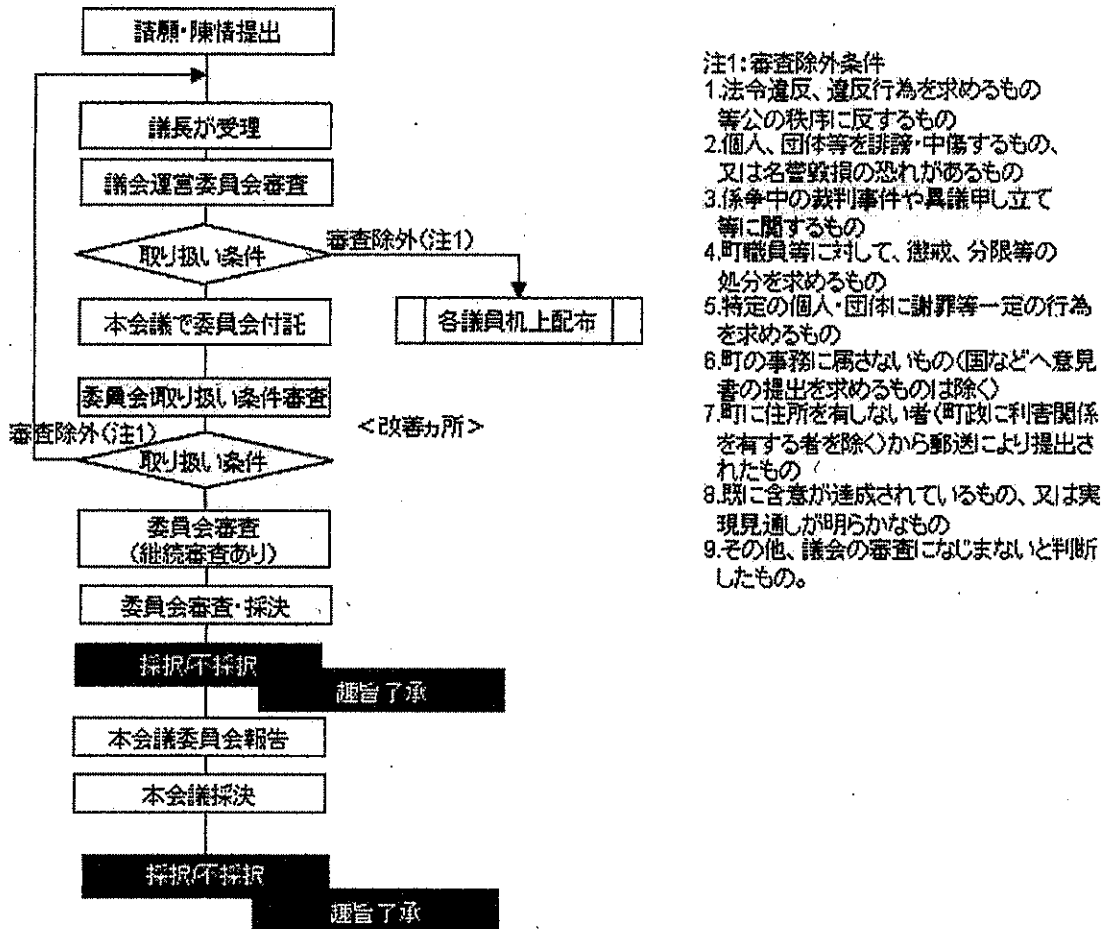 請願・陳情提出
議長が受理
議会運営委員会審査
取り扱い条件
審査除外(注1)
各議員机上配布
本会議で委員会付託
委員会取り扱い条件審査
<改善ヵ所>
審査除外(注1)
取り扱い条件
委員会審査
(継続審査あり)
委員会審査・採決
採択/不採択
趣旨了承
本会議委員会報告
本会議採決
採択/不採択
趣旨了承
注1:審査除外条件
1.法令違反、違反行為を求めるもの
等公の秩序に反するもの
2.個人、団体等を誹謗・中傷するもの、
又は名誉毀損の恐れがあるもの
3.係争中の裁判事件や異議申し立て
等に関するもの
4.町職員等に対して、懲戒、分限等の
処分を求めるもの
5.特定の個人・団体に謝罪等一定の行為
を求めるもの
6.町の事務に属さないもの(国などへ意見
書の提出を求めるものは除く)
7.町に住所を有しない者(町政に利害関係
を有する者を除く)から郵送により提出さ
れたもの
8.既に合意が達成されているもの、又は実
現見通しが明らかなもの
9.その他、議会の審査になじまないと判断
したもの。